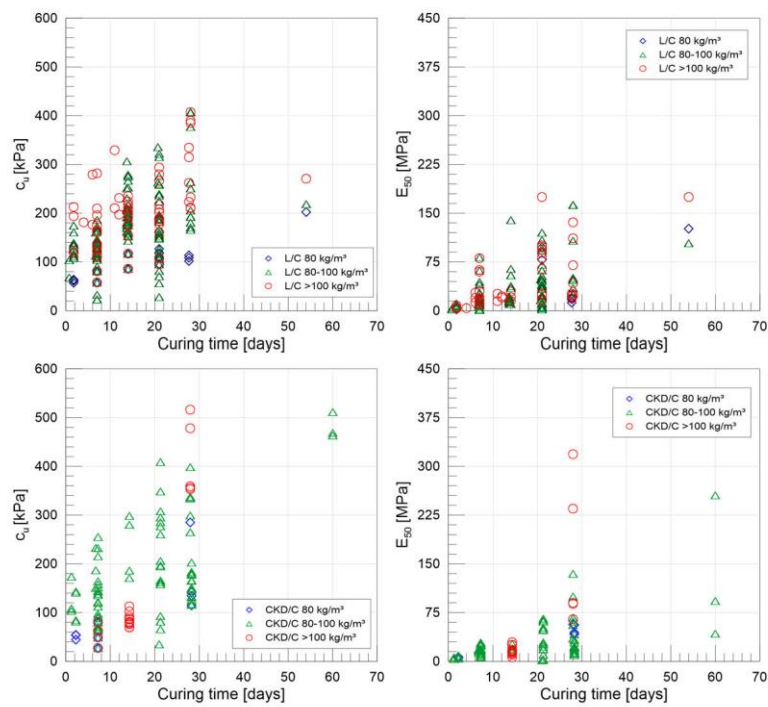 600
500
400
300
200
100
0
cᵤ [kPa]
L/C 80 kg/m³
L/C 80-100 kg/m³
L/C >100 kg/m³
0 10 20 30 40 50 60 70
Curing time [days]
450
375
300
225
150
75
0
E₅₀ [MPa]
L/C 80 kg/m³
L/C 80-100 kg/m³
L/C >100 kg/m³
0 10 20 30 40 50 60 70
Curing time [days]
600
500
400
300
200
100
0
cᵤ [kPa]
CKD/C 80 kg/m³
CKD/C 80-100 kg/m³
CKD/C >100 kg/m³
0 10 20 30 40 50 60 70
Curing time [days]
450
375
300
225
150
75
0
E₅₀ [MPa]
CKD/C 80 kg/m³
CKD/C 80-100 kg/m³
CKD/C >100 kg/m³
0 10 20 30 40 50 60 70
Curing time [days]